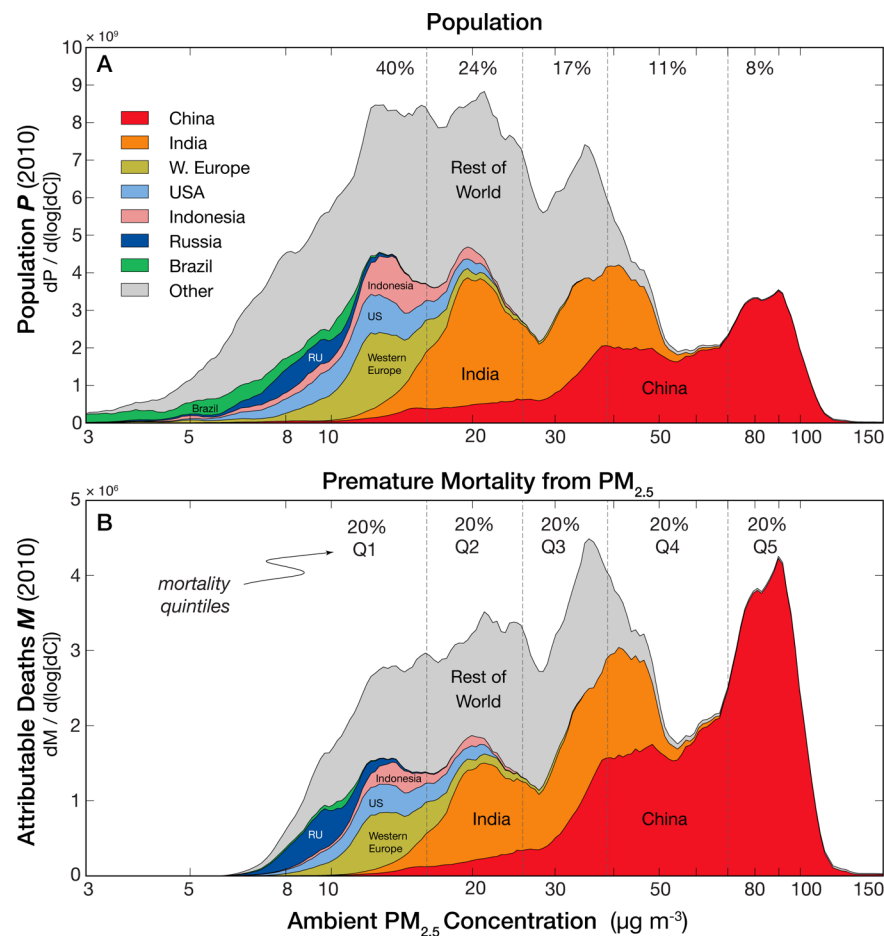 Population
× 10⁹
A
40% 24% 17% 11% 8%
10
9
8
7
6
5
4
3
2
1
0
Population P (2010)
dP / d(log[dC])
China
India
W. Europe
USA
Indonesia
Russia
Brazil
Other
Rest of
World
Indonesia
US
RU
Western
Europe
Brazil
India
China
3 5 8 10 20 30 50 80 100 150
Premature Mortality from PM₂.₅
× 10⁶
B
20% 20% 20% 20% 20%
Q1 Q2 Q3 Q4 Q5
5
4
3
2
1
0
Attributable Deaths M (2010)
dM / d(log[dC])
mortality
quintiles
Rest of
World
Indonesia
US
RU
Western
Europe
India
China
3 5 8 10 20 30 50 80 100 150
Ambient PM₂.₅ Concentration (µg m⁻³)